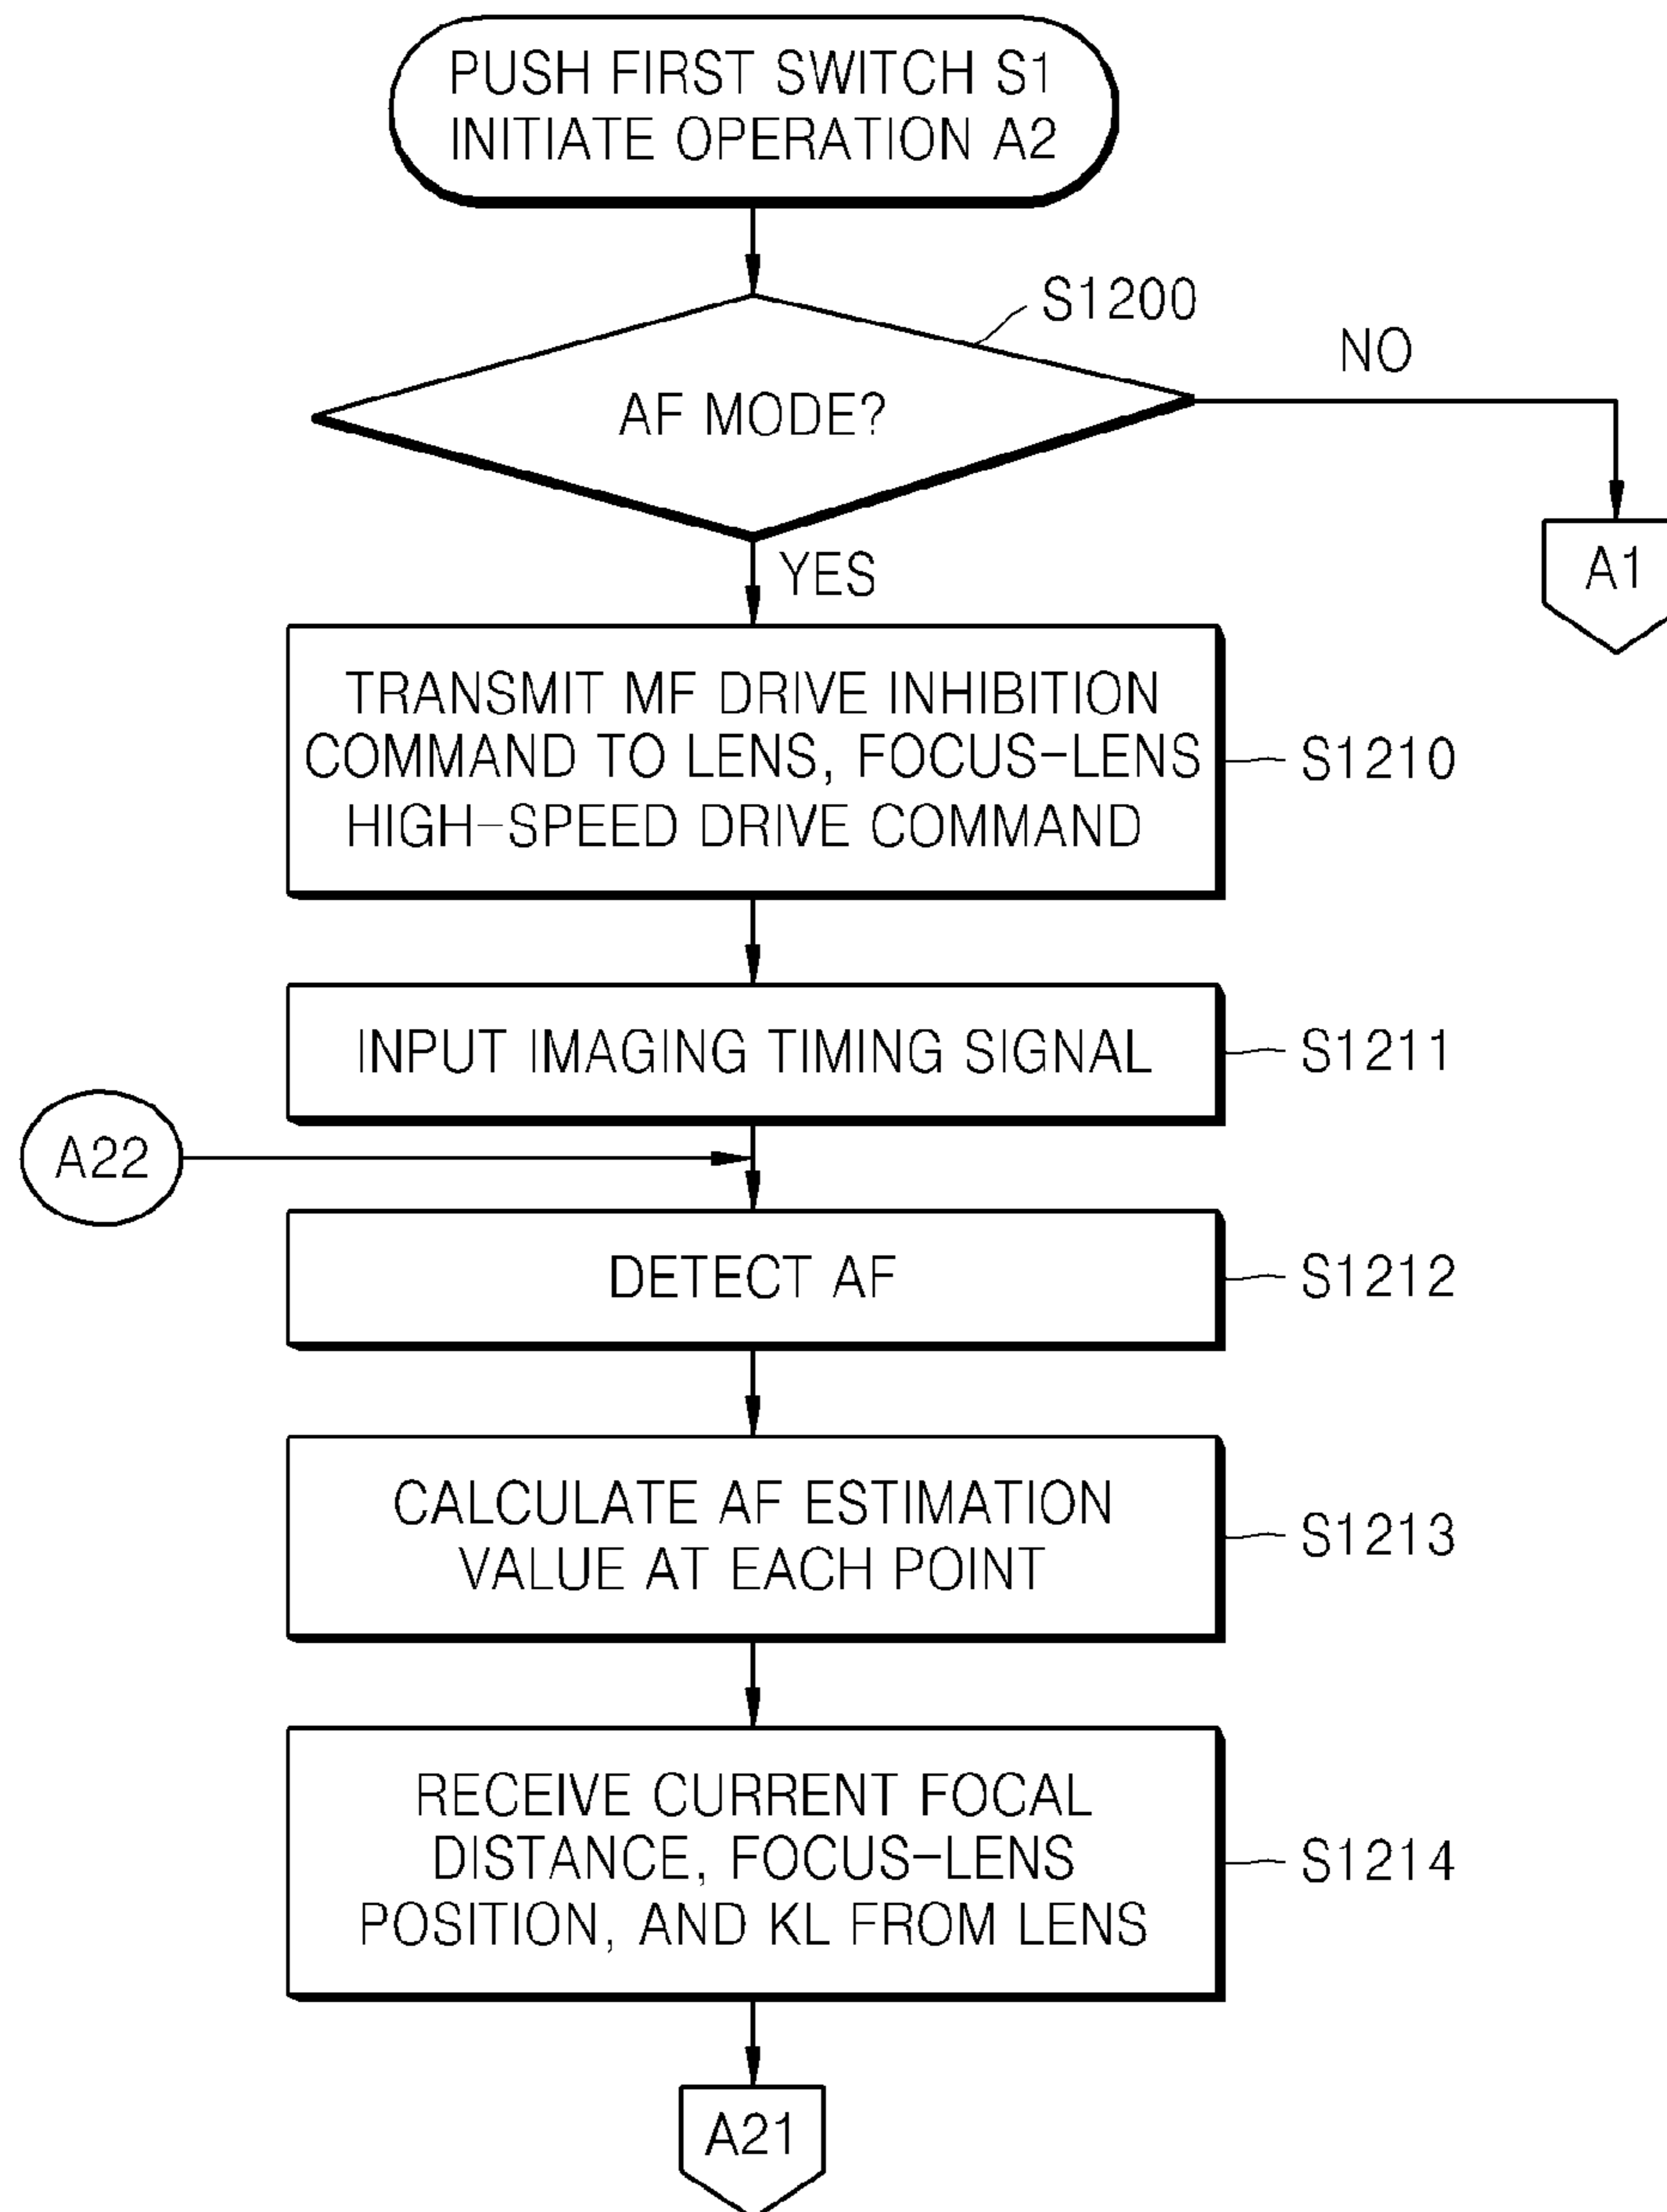 PUSH FIRST SWITCH S1
INITIATE OPERATION A2
S1200
NO
AF MODE?
A1
YES
TRANSMIT MF DRIVE INHIBITION
COMMAND TO LENS, FOCUS-LENS
HIGH-SPEED DRIVE COMMAND
S1210
INPUT IMAGING TIMING SIGNAL
S1211
A22
DETECT AF
S1212
CALCULATE AF ESTIMATION
VALUE AT EACH POINT
S1213
RECEIVE CURRENT FOCAL
DISTANCE, FOCUS-LENS
POSITION, AND KL FROM LENS
S1214
A21